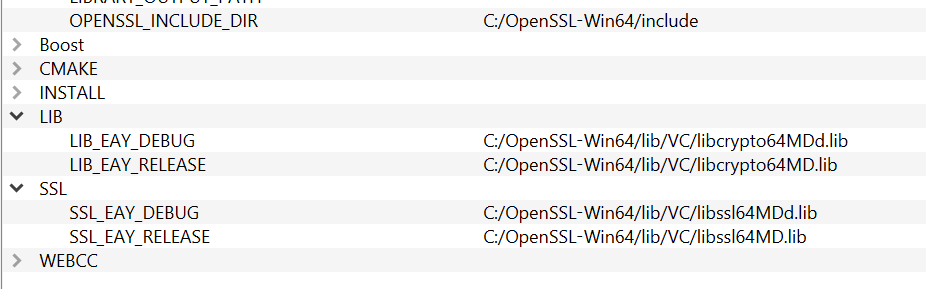 LIBRARY_OUTPUT_PATH
OPENSSL_INCLUDE_DIR C:/OpenSSL-Win64/include
Boost
CMAKE
INSTALL
LIB
LIB_EAY_DEBUG C:/OpenSSL-Win64/lib/VC/libcrypto64MDd.lib
LIB_EAY_RELEASE C:/OpenSSL-Win64/lib/VC/libcrypto64MD.lib
SSL
SSL_EAY_DEBUG C:/OpenSSL-Win64/lib/VC/libssl64MDd.lib
SSL_EAY_RELEASE C:/OpenSSL-Win64/lib/VC/libssl64MD.lib
WEBCC